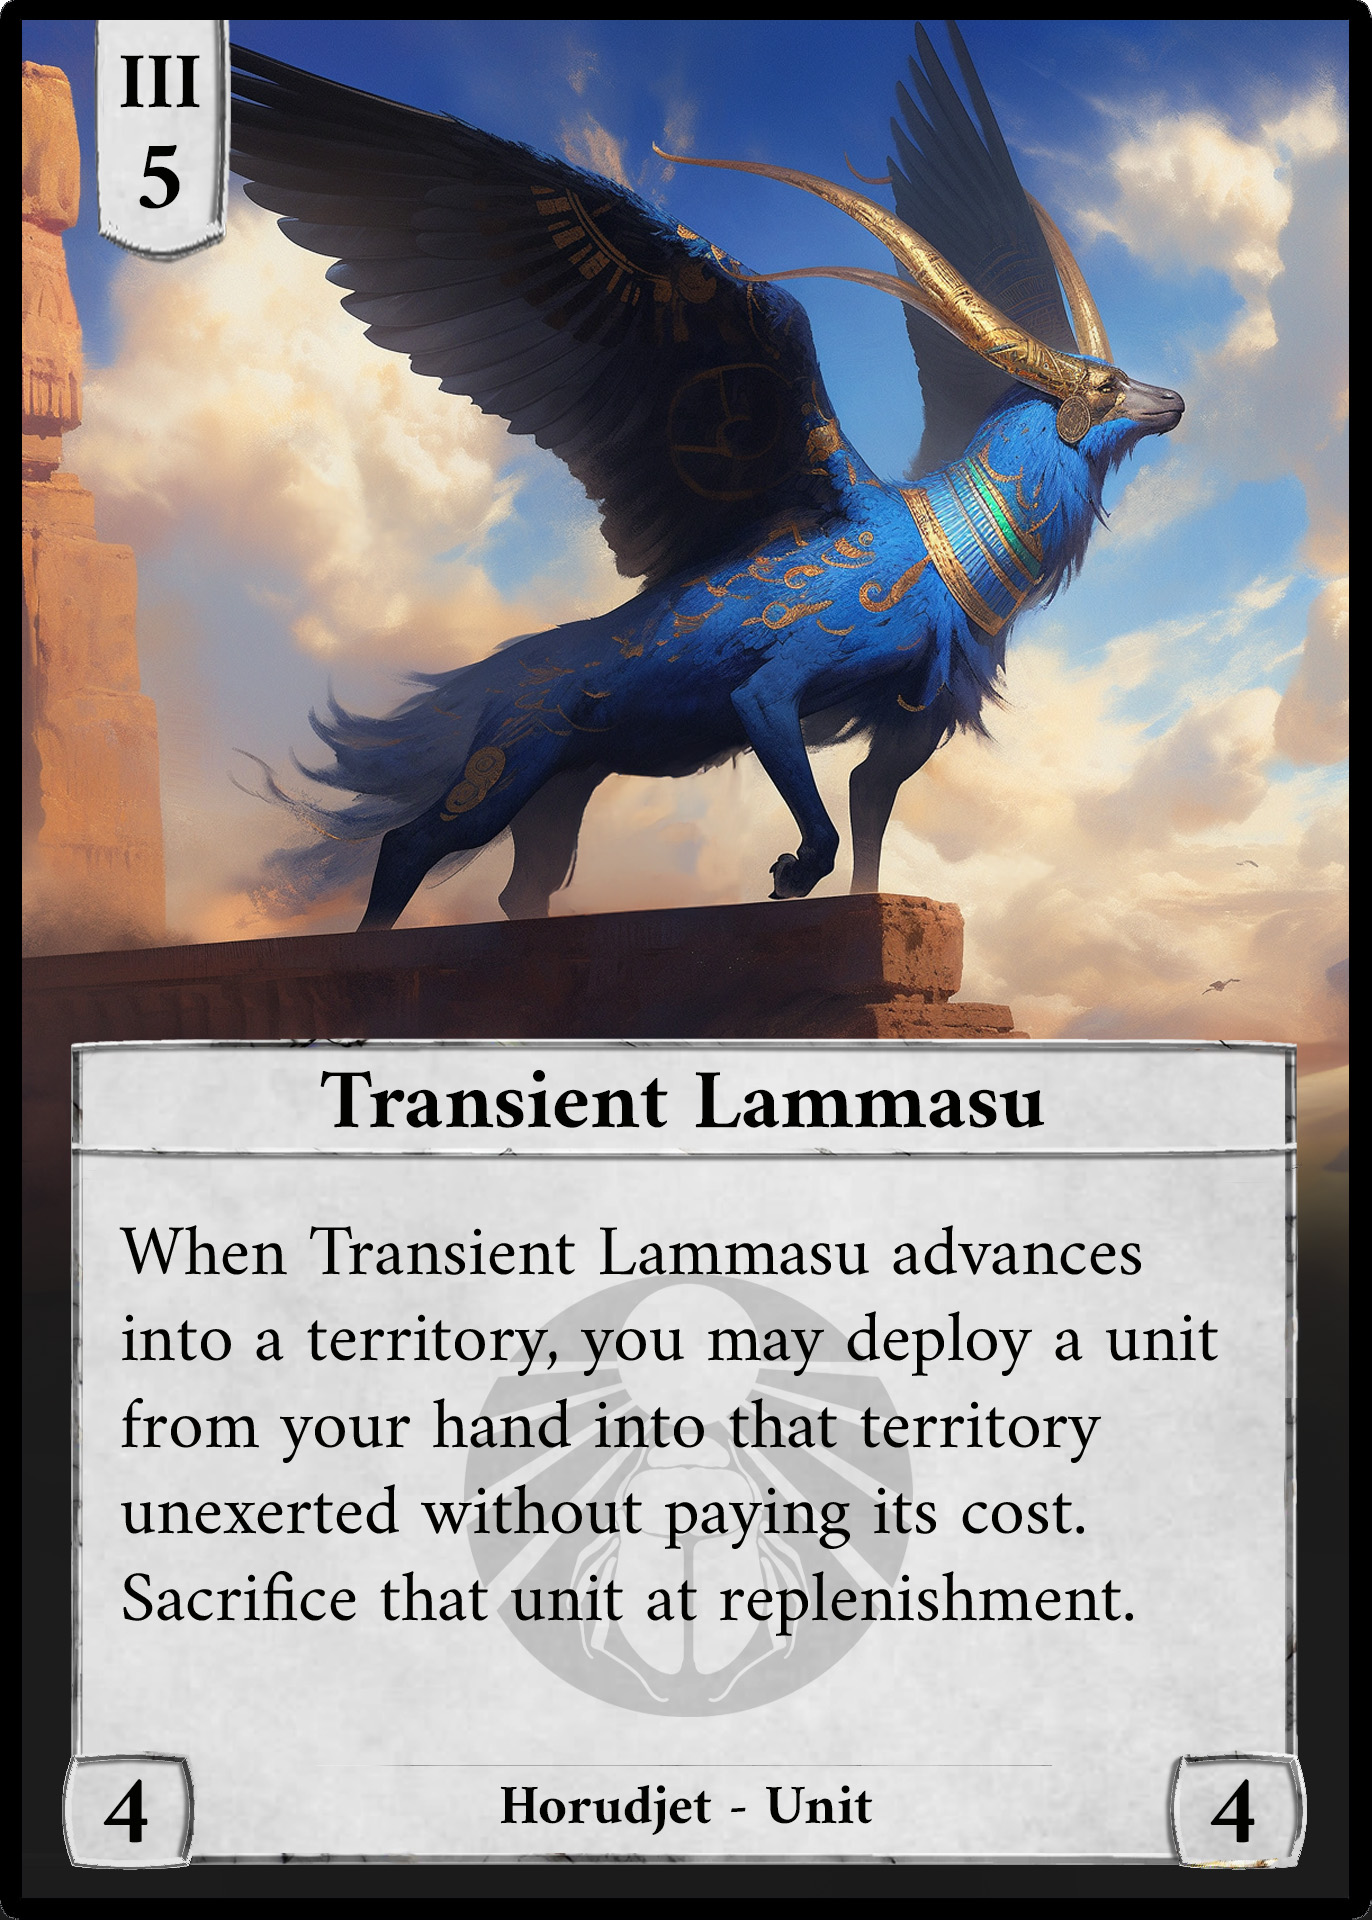 III
5
Transient Lammasu
When Transient Lammasu advances
into a territory, you may deploy a unit
from your hand into that territory
unexerted without paying its cost.
Sacrifice that unit at replenishment.
4
Horudjet - Unit
4